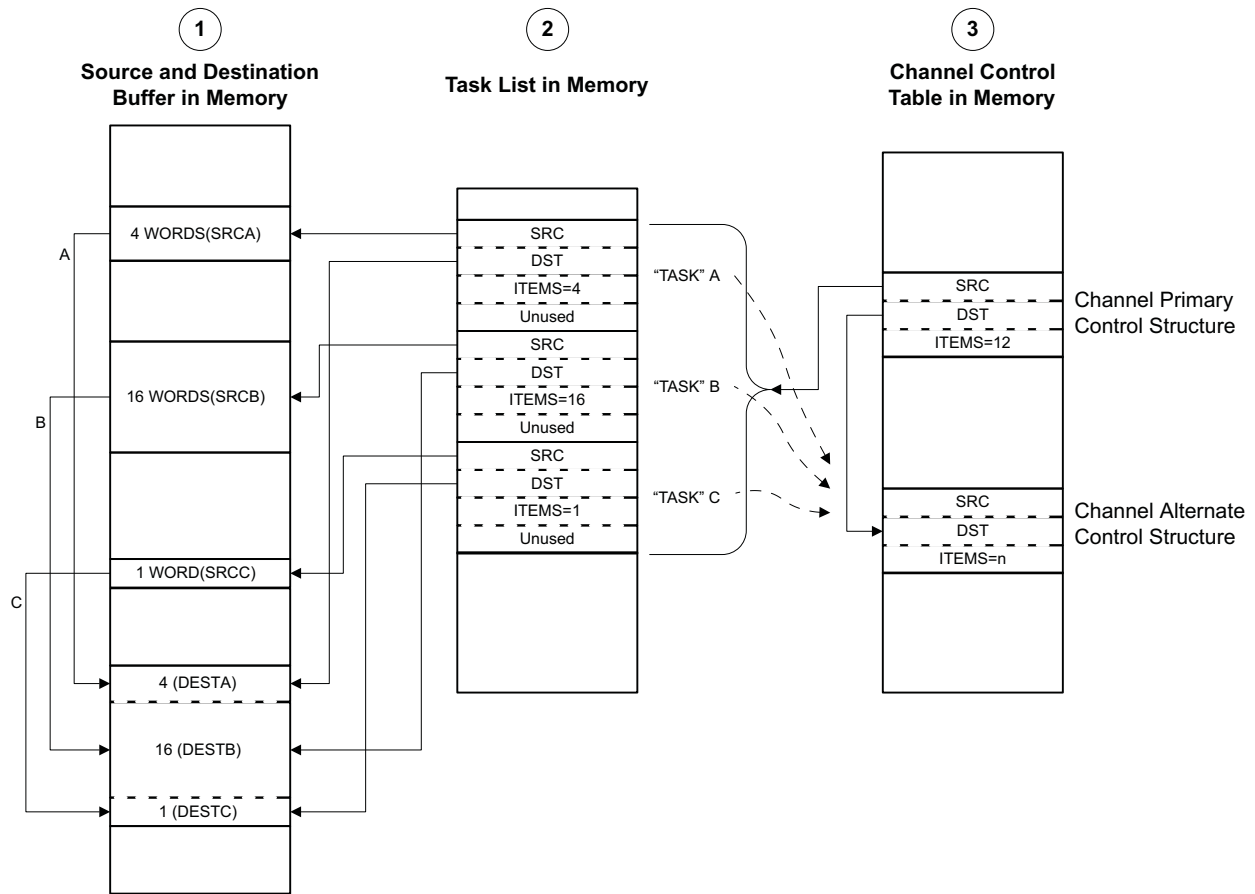 1
Source and Destination
Buffer in Memory
2
Task List in Memory
3
Channel Control
Table in Memory
4 WORDS(SRCA)
A
16 WORDS(SRCB)
B
1 WORD(SRCC)
C
4 (DESTA)
16 (DESTB)
1 (DESTC)
SRC
DST
ITEMS=4
Unused
SRC
DST
ITEMS=16
Unused
SRC
DST
ITEMS=1
Unused
“TASK” A
“TASK” B
“TASK” C
SRC
DST
ITEMS=12
Channel Primary
Control Structure
SRC
DST
ITEMS=n
Channel Alternate
Control Structure